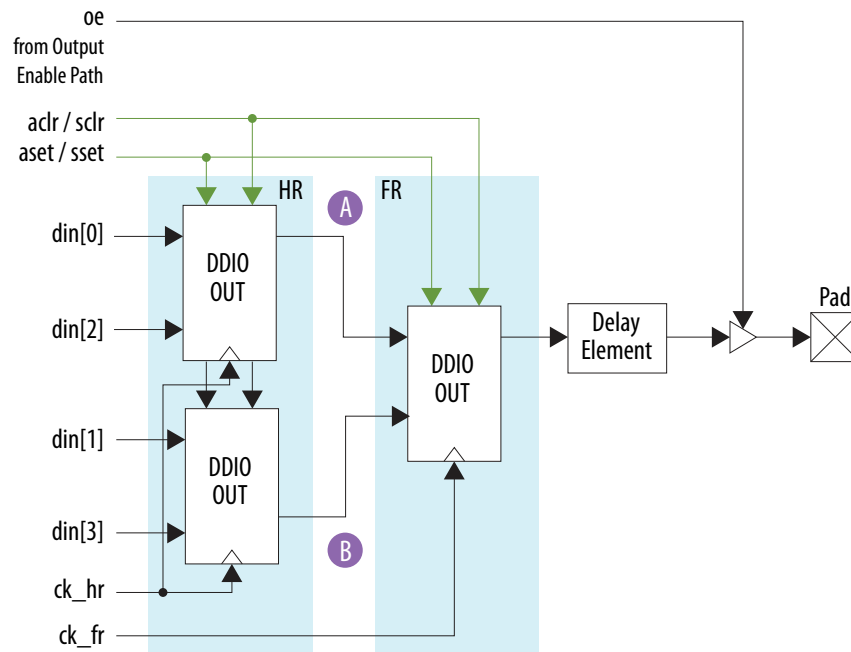 oe
from Output
Enable Path
aclr / sclr
aset / sset
HR
A
FR
din[0]
DDIO
OUT
din[2]
Pad
Delay
Element
DDIO
OUT
din[1]
DDIO
OUT
din[3]
B
ck_hr
ck_fr